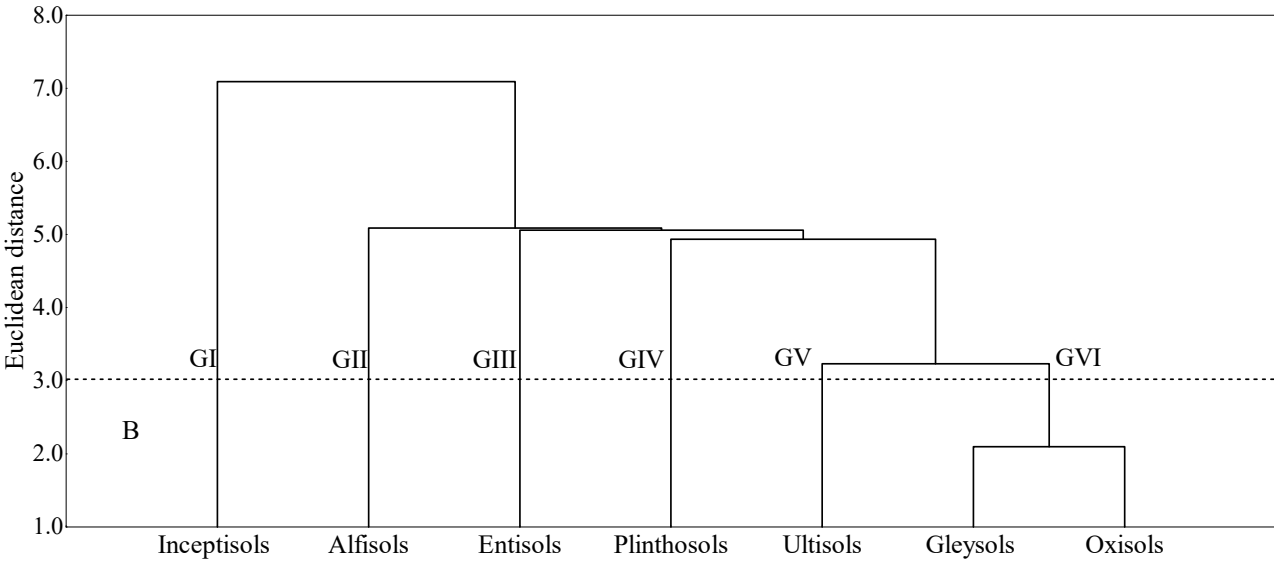 8.0
7.0
6.0
5.0
4.0
3.0
2.0
1.0
Euclidean distance
GI GII GIII GIV GV GVI
B
Inceptisols Alfisols Entisols Plinthosols Ultisols Gleysols Oxisols